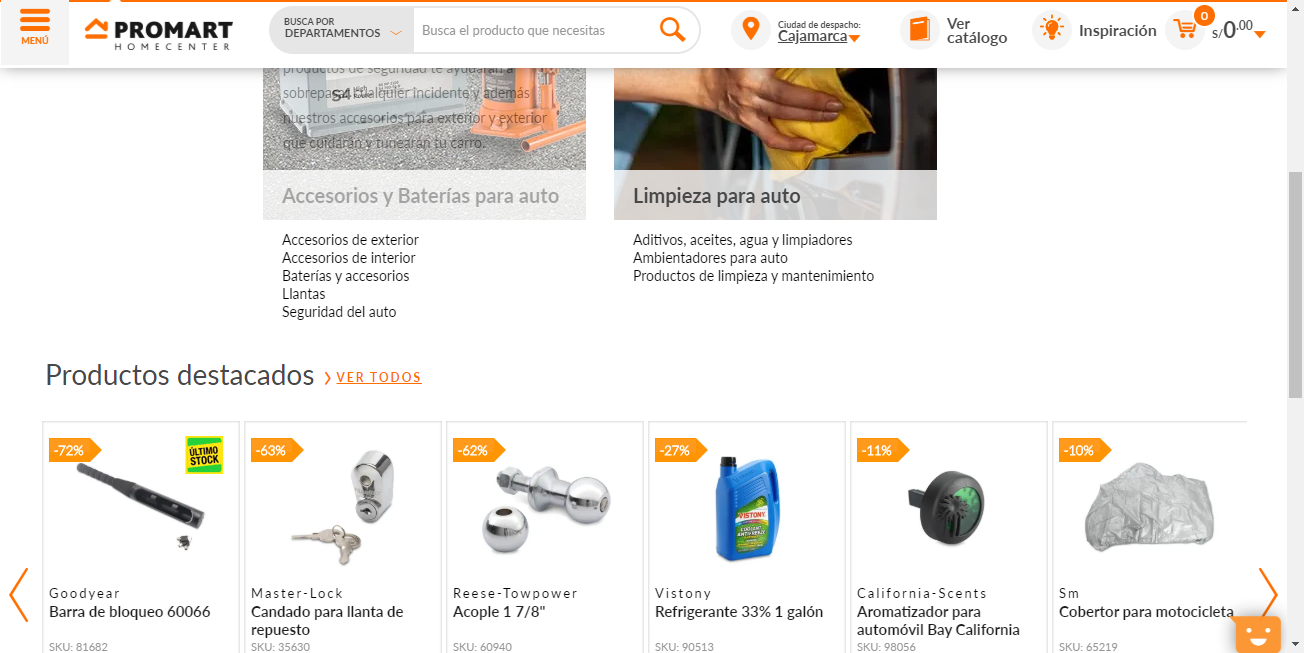 MENÚ
PROMART
HOMECENTER
BUSCA POR
DEPARTAMENTOS
Busca el producto que necesitas
Ciudad de despacho:
Cajamarca
Ver
catálogo
Inspiración
0
S/0.00
productos de seguridad te ayudarán a
sobrepasar cualquier incidente y además
nuestros accesorios para exterior y exterior
que cuidarán y tunearán tu carro.
S4
Accesorios y Baterías para auto
Limpieza para auto
Accesorios de exterior
Accesorios de interior
Baterías y accesorios
Llantas
Seguridad del auto
Aditivos, aceites, agua y limpiadores
Ambientadores para auto
Productos de limpieza y mantenimiento
Productos destacados
VER TODOS
-72%
ÚLTIMO
STOCK
-63%
-62%
-27%
-11%
-10%
VISTONY
Goodyear
Barra de bloqueo 60066
SKU: 81682
Master-Lock
Candado para llanta de
repuesto
SKU: 35630
Reese-Towpower
Acople 1 7/8"
SKU: 60940
Vistony
Refrigerante 33% 1 galón
SKU: 90513
California-Scents
Aromatizador para
automóvil Bay California
SKU: 98056
Sm
Cobertor para motocicleta
SKU: 65219